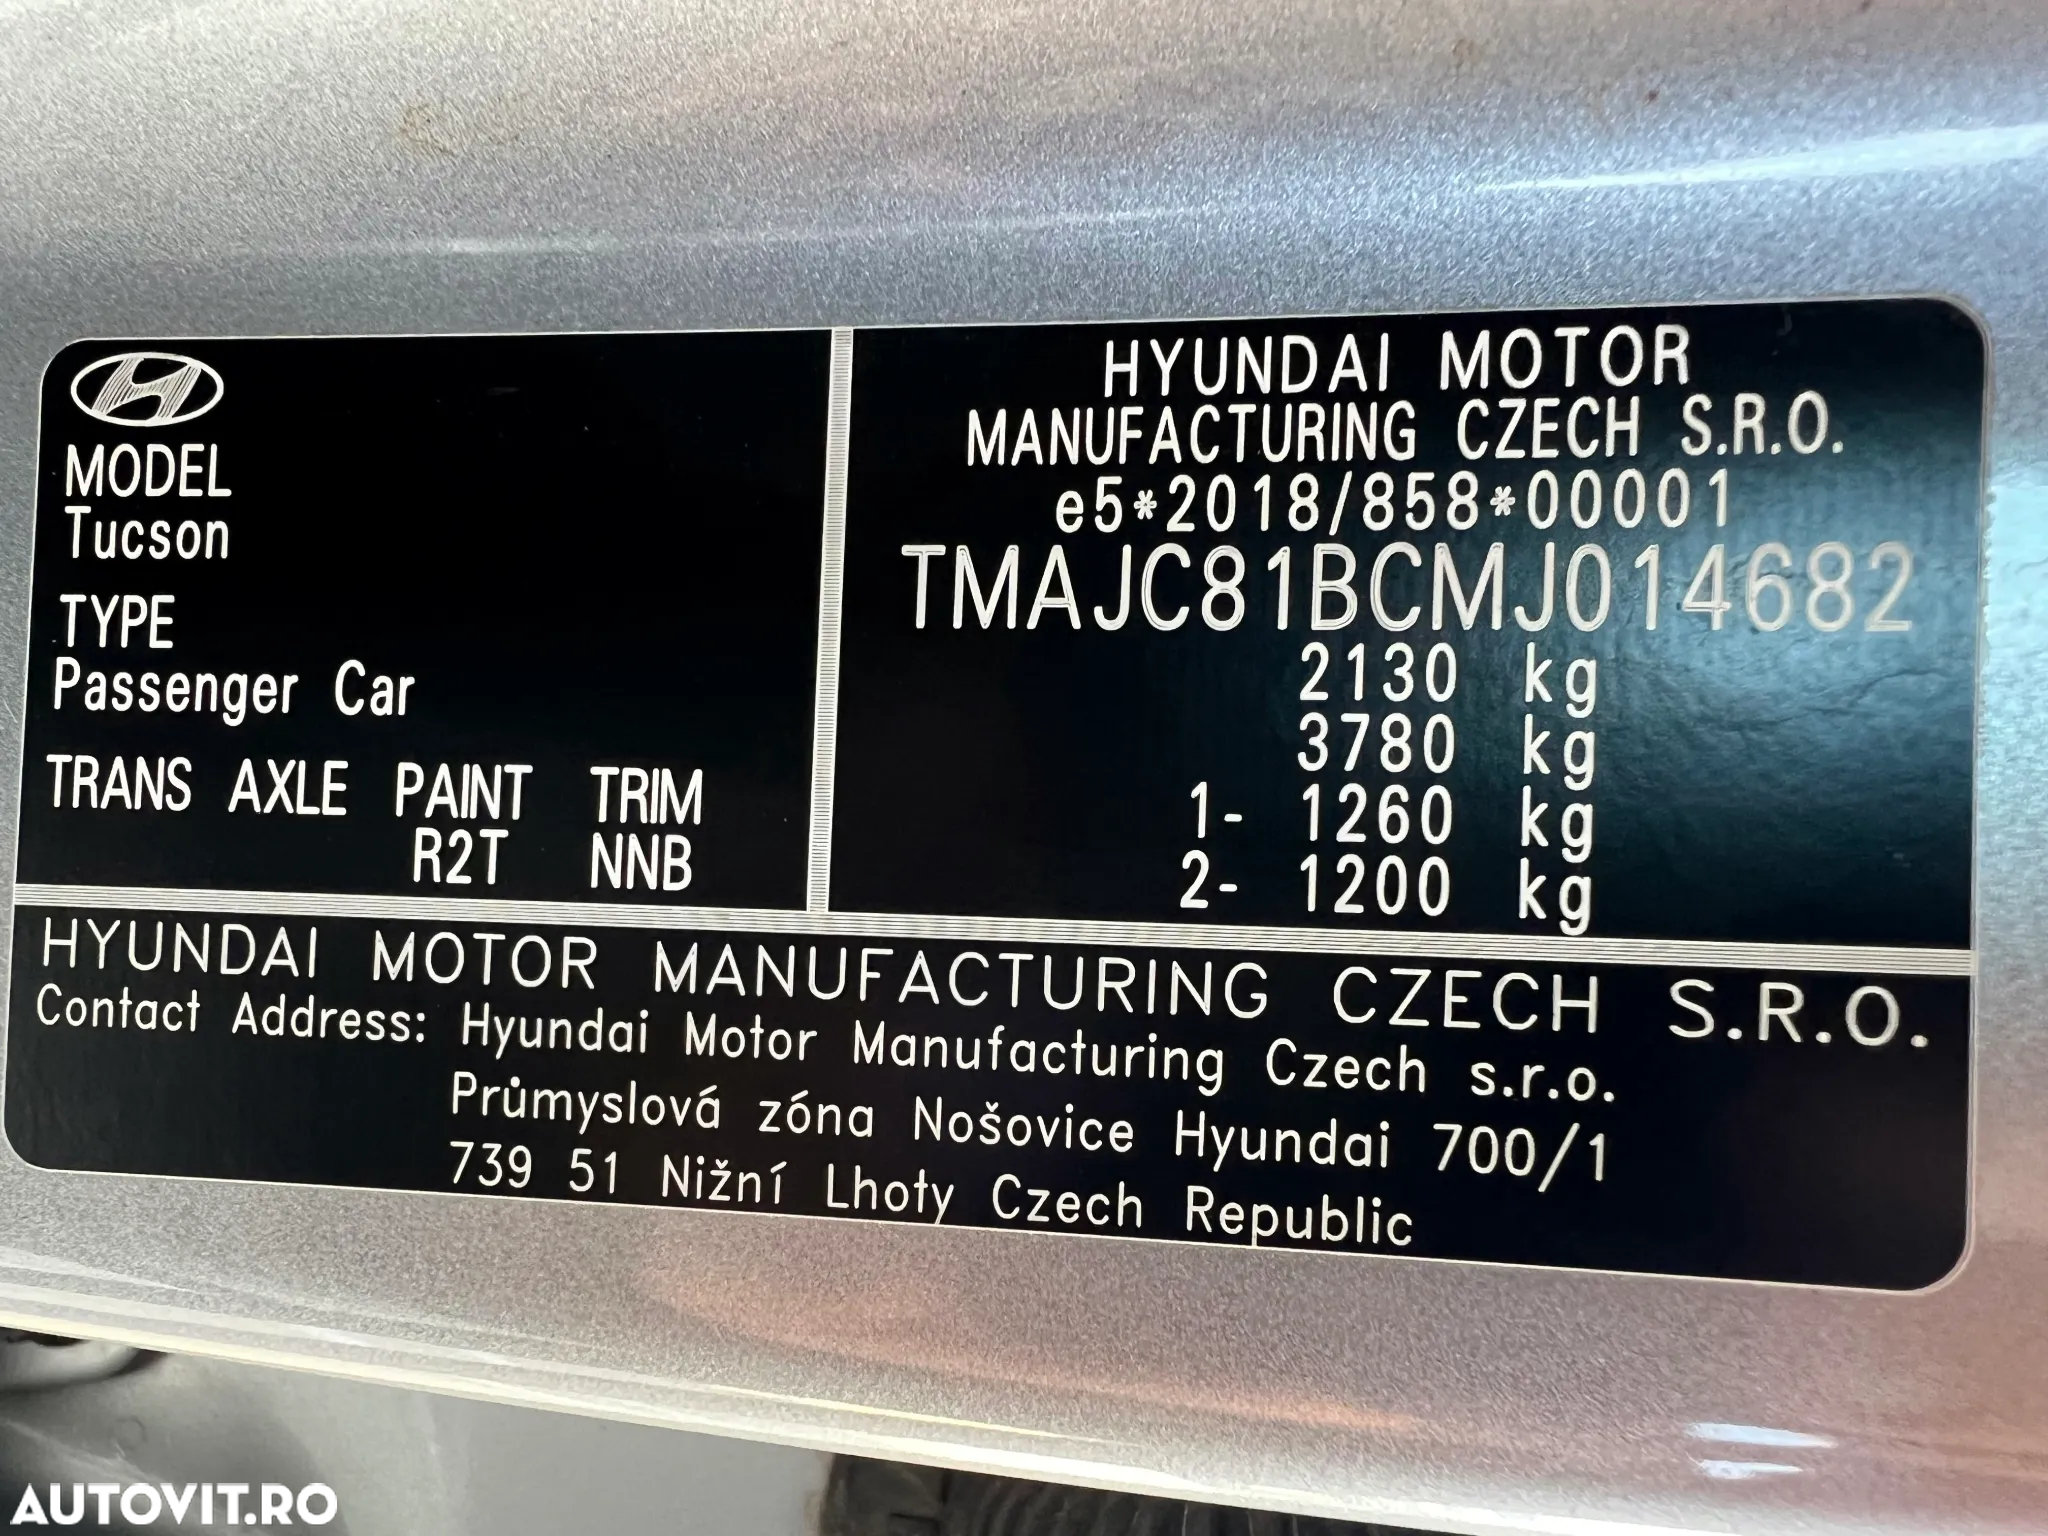 MODEL
Tucson
TYPE
Passenger Car
TRANS AXLE PAINT TRIM
R2T NNB
HYUNDAI MOTOR
MANUFACTURING CZECH S.R.O.
e5*2018/858*00001
TMAJC81BCMJ014682
2130 kg
3780 kg
1- 1260 kg
2- 1200 kg
HYUNDAI MOTOR MANUFACTURING CZECH S.R.O.
Contact Address: Hyundai Motor Manufacturing Czech s.r.o.
Průmyslová zóna Nošovice Hyundai 700/1
739 51 Nižní Lhoty Czech Republic
AUTOVIT.RO